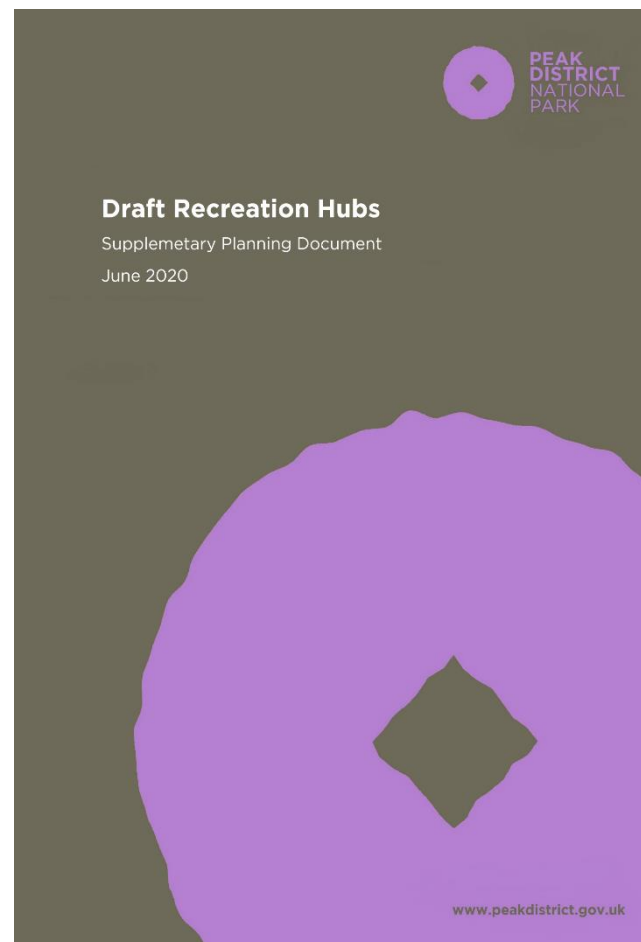 PEAK
DISTRICT
NATIONAL
PARK
Draft Recreation Hubs
Supplemetary Planning Document
June 2020
www.peakdistrict.gov.uk